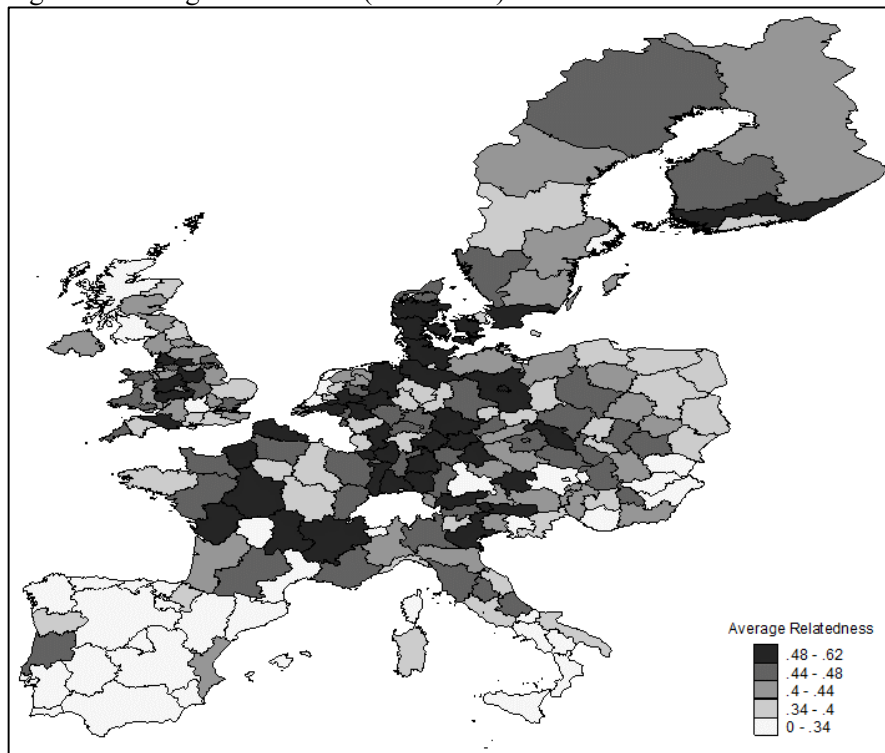 Average Relatedness
.48 - .62
.44 - .48
.4 - .44
.34 - .4
0 - .34